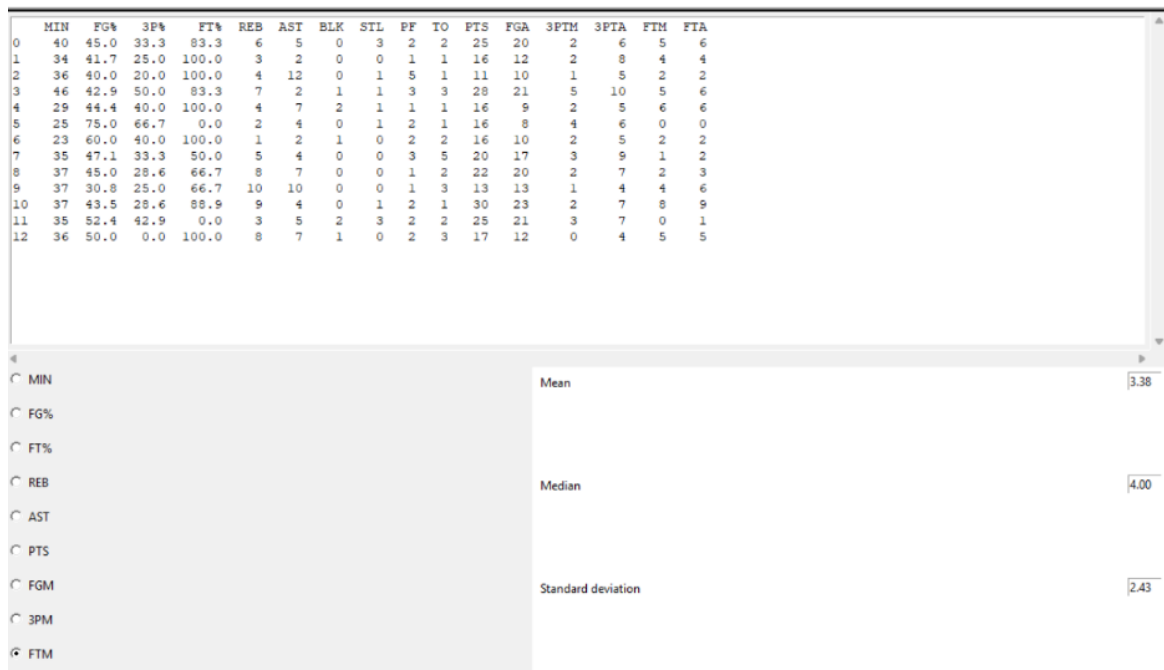 MIN FG% 3P% FT% REB AST BLK STL PF TO PTS FGA 3PTM 3PTA FTM FTA
0 40 45.0 33.3 83.3 6 5 0 3 2 2 25 20 2 6 5 6
1 34 41.7 25.0 100.0 3 2 0 0 1 1 16 12 2 8 4 4
2 36 40.0 20.0 100.0 4 12 0 1 5 1 11 10 1 5 2 2
3 46 42.9 50.0 83.3 7 2 1 1 3 3 28 21 5 10 5 6
4 29 44.4 40.0 100.0 4 7 2 1 1 1 16 9 2 5 6 6
5 25 75.0 66.7 0.0 2 4 0 1 2 1 16 8 4 6 0 0
6 23 60.0 40.0 100.0 1 2 1 0 2 2 16 10 2 5 2 2
7 35 47.1 33.3 50.0 5 4 0 0 3 5 20 17 3 9 1 2
8 37 45.0 28.6 66.7 8 7 0 0 1 2 22 20 2 7 2 3
9 37 30.8 25.0 66.7 10 10 0 0 1 3 13 13 1 4 4 6
10 37 43.5 28.6 88.9 9 4 0 1 2 1 30 23 2 7 8 9
11 35 52.4 42.9 0.0 3 5 2 3 2 2 25 21 3 7 0 1
12 36 50.0 0.0 100.0 8 7 1 0 2 3 17 12 0 4 5 5
MIN
FG%
FT%
REB
AST
PTS
FGM
3PM
FTM
Mean 3.38
Median 4.00
Standard deviation 2.43